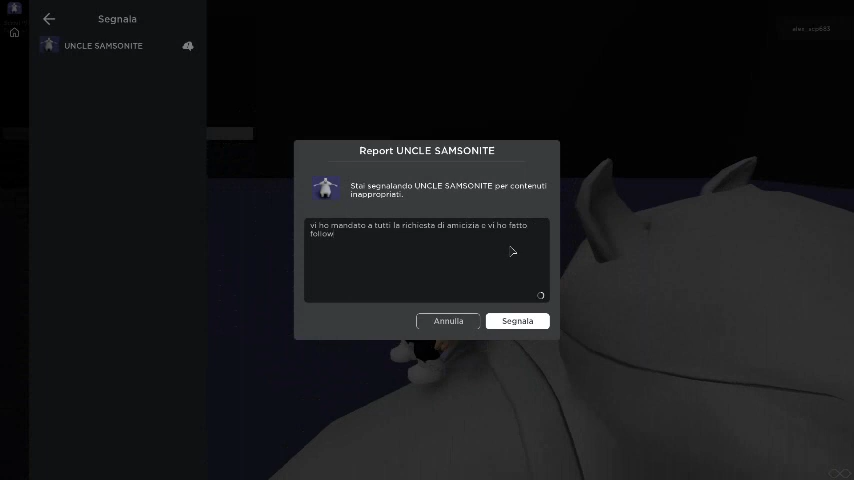 Segnala
UNCLE SAMSONITE
Report UNCLE SAMSONITE
Stai segnalando UNCLE SAMSONITE per contenuti
inappropriati.
vi ho mandato a tutti la richiesta di amicizia e vi ho fatto
follow
Annulla
Segnala